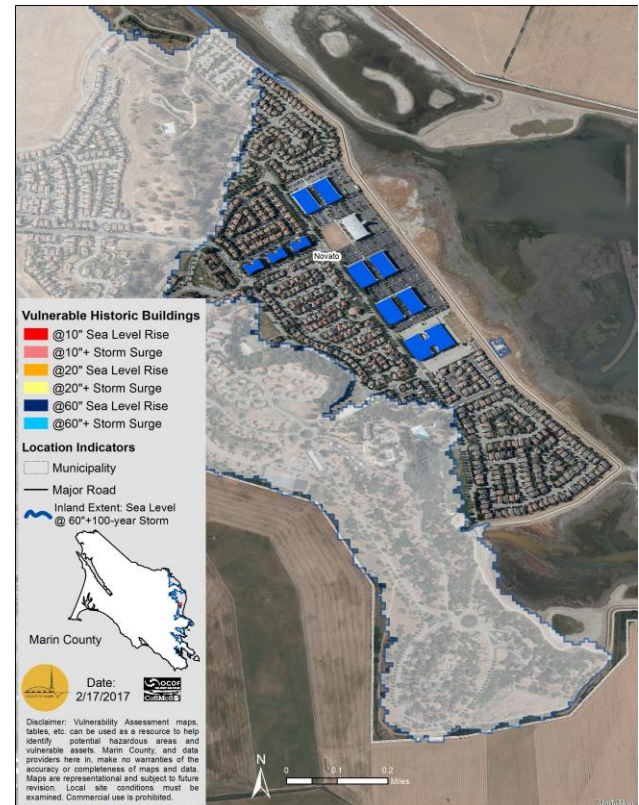 Novato
Vulnerable Historic Buildings
@10" Sea Level Rise
@10"+ Storm Surge
@20" Sea Level Rise
@20"+ Storm Surge
@60" Sea Level Rise
@60"+ Storm Surge
Location Indicators
Municipality
Major Road
Inland Extent: Sea Level
@ 60"+100-year Storm
Marin County
Date:
2/17/2017
OCOF
CoSMoS
Disclaimer: Vulnerability Assessment maps,
tables, etc. can be used as a resource to help
identify potential hazardous areas and
vulnerable assets. Marin County, and data
providers here in, make no warranties of the
accuracy or completeness of maps and data.
Maps are representational and subject to future
revision. Local site conditions must be
examined. Commercial use is prohibited.
N
0 0.1 0.2
Miles